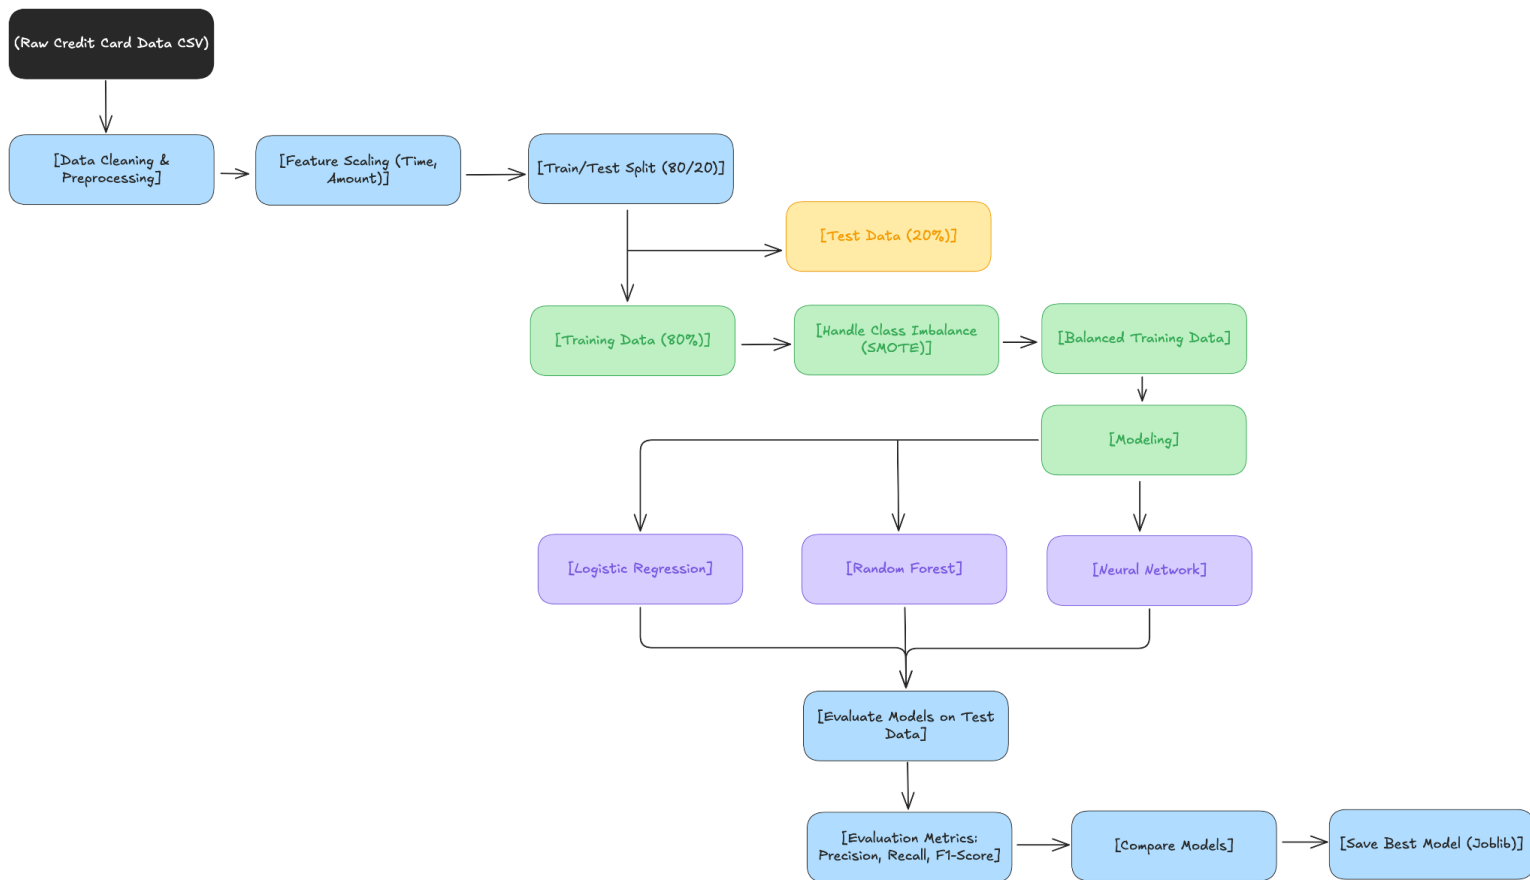 (Raw Credit Card Data CSV)
[Data Cleaning &
Preprocessing]
[Feature Scaling (Time,
Amount)]
[Train/Test Split (80/20)]
[Test Data (20%)]
[Training Data (80%)]
[Handle Class Imbalance
(SMOTE)]
[Balanced Training Data]
[Modeling]
[Logistic Regression]
[Random Forest]
[Neural Network]
[Evaluate Models on Test
Data]
[Evaluation Metrics:
Precision, Recall, F1-Score]
[Compare Models]
[Save Best Model (Joblib)]